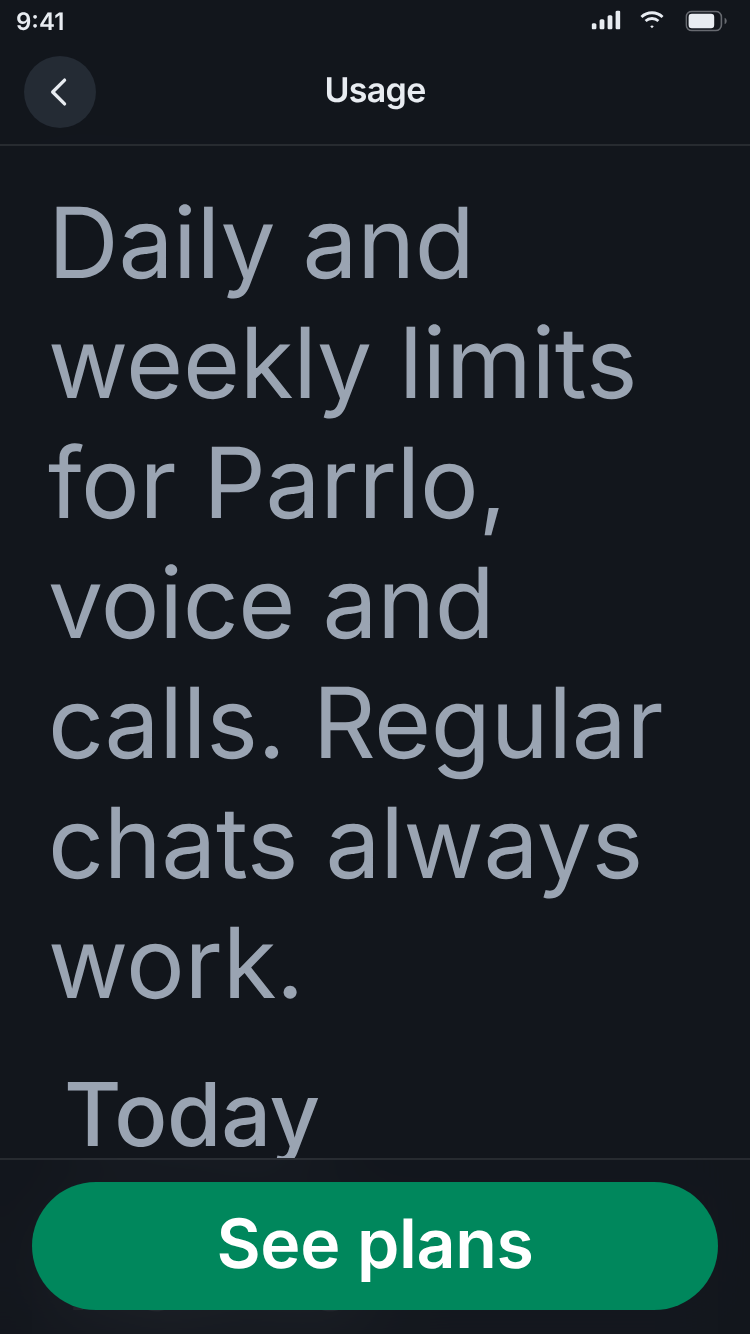 9:41
Usage
Daily and
weekly limits
for Parrlo,
voice and
calls. Regular
chats always
work.
Today
See plans